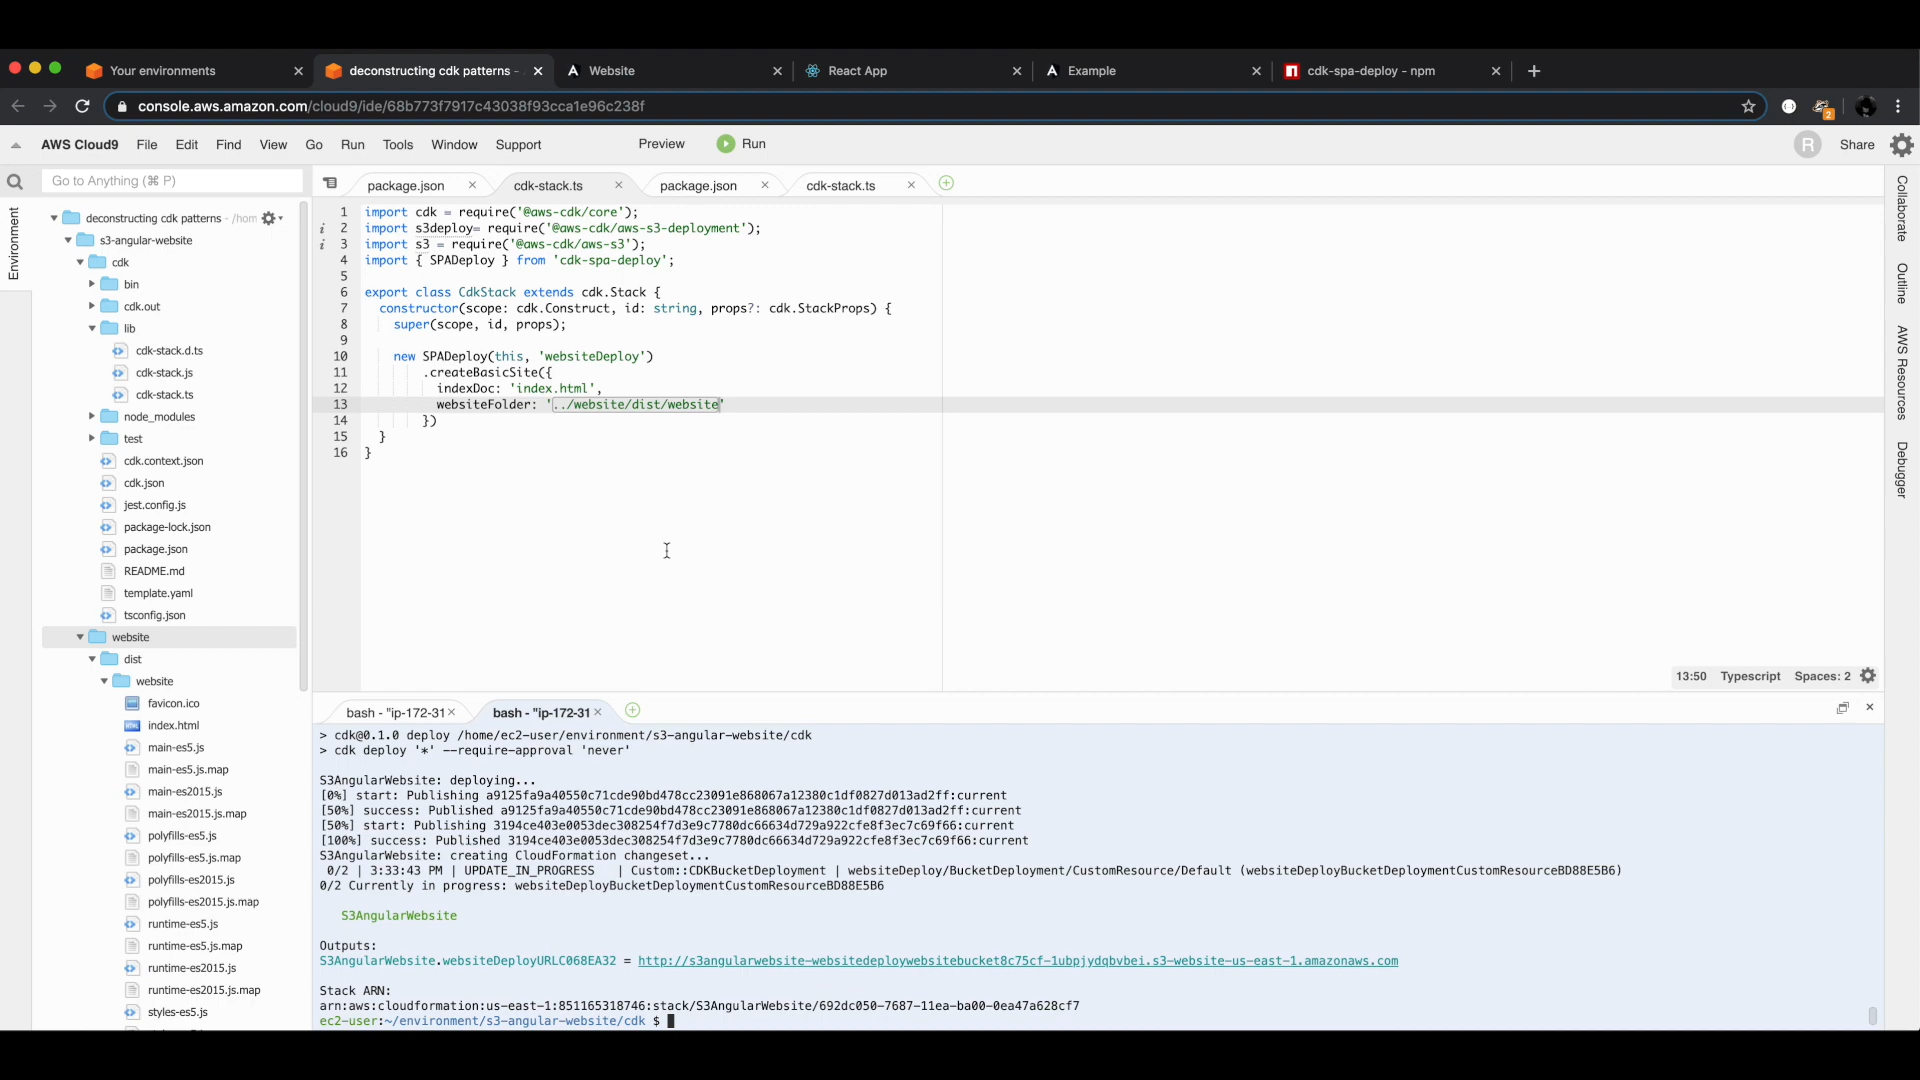 Your environments
deconstructing cdk patterns -
Website
React App
Example
cdk-spa-deploy - npm
console.aws.amazon.com/cloud9/ide/68b773f7917c43038f93cca1e96c238f
2
AWS Cloud9 File Edit Find View Go Run Tools Window Support Preview Run R Share
Go to Anything (⌘ P)
package.json
cdk-stack.ts
package.json
cdk-stack.ts
Environment
deconstructing cdk patterns - /hom
s3-angular-website
cdk
bin
cdk.out
lib
cdk-stack.d.ts
cdk-stack.js
cdk-stack.ts
node_modules
test
cdk.context.json
cdk.json
jest.config.js
package-lock.json
package.json
README.md
template.yaml
tsconfig.json
website
dist
website
favicon.ico
index.html
main-es5.js
main-es5.js.map
main-es2015.js
main-es2015.js.map
polyfills-es5.js
polyfills-es5.js.map
polyfills-es2015.js
polyfills-es2015.js.map
runtime-es5.js
runtime-es5.js.map
runtime-es2015.js
runtime-es2015.js.map
styles-es5.js
1 import cdk = require('@aws-cdk/core');
i 2 import s3deploy= require('@aws-cdk/aws-s3-deployment');
i 3 import s3 = require('@aws-cdk/aws-s3');
4 import { SPADeploy } from 'cdk-spa-deploy';
5
6 export class CdkStack extends cdk.Stack {
7 constructor(scope: cdk.Construct, id: string, props?: cdk.StackProps) {
8 super(scope, id, props);
9
10 new SPADeploy(this, 'websiteDeploy')
11 .createBasicSite({
12 indexDoc: 'index.html',
13 websiteFolder: '../website/dist/website'
14 })
15 }
16 }
13:50 Typescript Spaces: 2
Collaborate
Outline
AWS Resources
Debugger
bash - "ip-172-31
bash - "ip-172-31
> cdk@0.1.0 deploy /home/ec2-user/environment/s3-angular-website/cdk
> cdk deploy '*' --require-approval 'never'
S3AngularWebsite: deploying...
[0%] start: Publishing a9125fa9a40550c71cde90bd478cc23091e868067a12380c1df0827d013ad2ff:current
[50%] success: Published a9125fa9a40550c71cde90bd478cc23091e868067a12380c1df0827d013ad2ff:current
[50%] start: Publishing 3194ce403e0053dec308254f7d3e9c7780dc66634d729a922cfe8f3ec7c69f66:current
[100%] success: Published 3194ce403e0053dec308254f7d3e9c7780dc66634d729a922cfe8f3ec7c69f66:current
S3AngularWebsite: creating CloudFormation changeset...
0/2 | 3:33:43 PM | UPDATE_IN_PROGRESS | Custom::CDKBucketDeployment | websiteDeploy/BucketDeployment/CustomResource/Default (websiteDeployBucketDeploymentCustomResourceBD88E5B6)
0/2 Currently in progress: websiteDeployBucketDeploymentCustomResourceBD88E5B6
S3AngularWebsite
Outputs:
S3AngularWebsite.websiteDeployURLC068EA32 = http://s3angularwebsite-websitedeploywebsitebucket8c75cf-1ubpjydqbvbei.s3-website-us-east-1.amazonaws.com
Stack ARN:
arn:aws:cloudformation:us-east-1:851165318746:stack/S3AngularWebsite/692dc050-7687-11ea-ba00-0ea47a628cf7
ec2-user:~/environment/s3-angular-website/cdk $